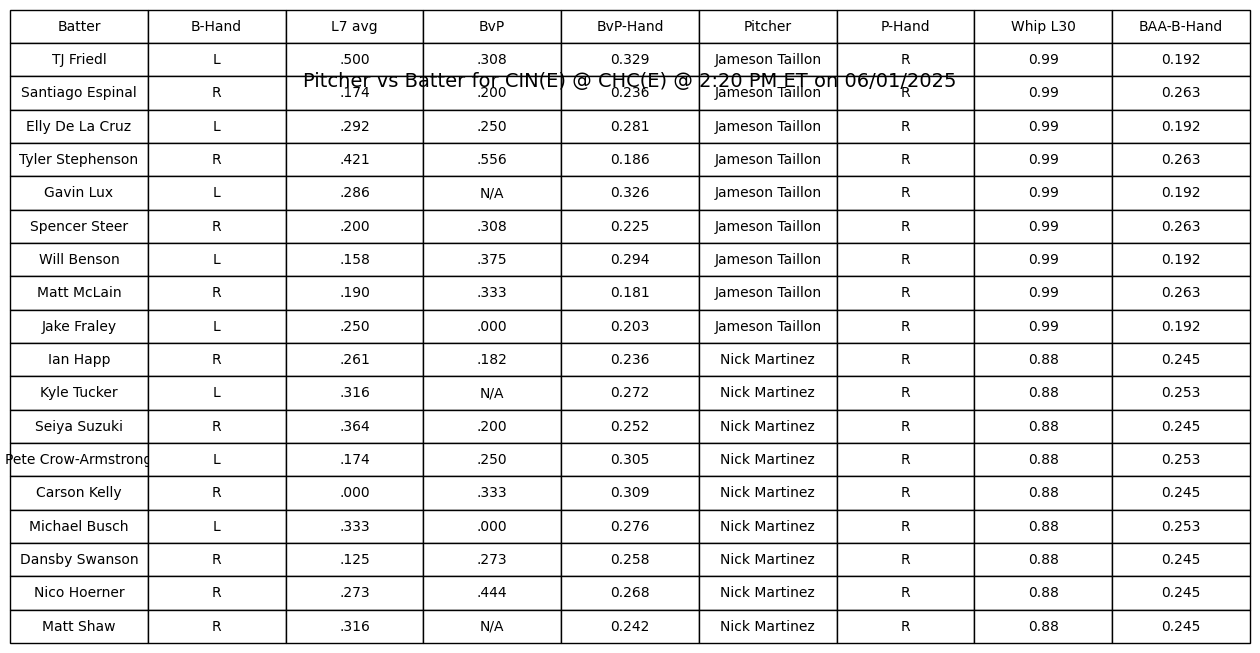 Batter B-Hand L7 avg BvP BvP-Hand Pitcher P-Hand Whip L30 BAA-B-Hand
TJ Friedl L .500 .308 0.329 Jameson Taillon R 0.99 0.192
Pitcher vs Batter for CIN(E) @ CHC(E) @ 2:20 PM ET on 06/01/2025
Santiago Espinal R .174 .200 0.236 Jameson Taillon R 0.99 0.263
Elly De La Cruz L .292 .250 0.281 Jameson Taillon R 0.99 0.192
Tyler Stephenson R .421 .556 0.186 Jameson Taillon R 0.99 0.263
Gavin Lux L .286 N/A 0.326 Jameson Taillon R 0.99 0.192
Spencer Steer R .200 .308 0.225 Jameson Taillon R 0.99 0.263
Will Benson L .158 .375 0.294 Jameson Taillon R 0.99 0.192
Matt McLain R .190 .333 0.181 Jameson Taillon R 0.99 0.263
Jake Fraley L .250 .000 0.203 Jameson Taillon R 0.99 0.192
Ian Happ R .261 .182 0.236 Nick Martinez R 0.88 0.245
Kyle Tucker L .316 N/A 0.272 Nick Martinez R 0.88 0.253
Seiya Suzuki R .364 .200 0.252 Nick Martinez R 0.88 0.245
Pete Crow-Armstrong L .174 .250 0.305 Nick Martinez R 0.88 0.253
Carson Kelly R .000 .333 0.309 Nick Martinez R 0.88 0.245
Michael Busch L .333 .000 0.276 Nick Martinez R 0.88 0.253
Dansby Swanson R .125 .273 0.258 Nick Martinez R 0.88 0.245
Nico Hoerner R .273 .444 0.268 Nick Martinez R 0.88 0.245
Matt Shaw R .316 N/A 0.242 Nick Martinez R 0.88 0.245